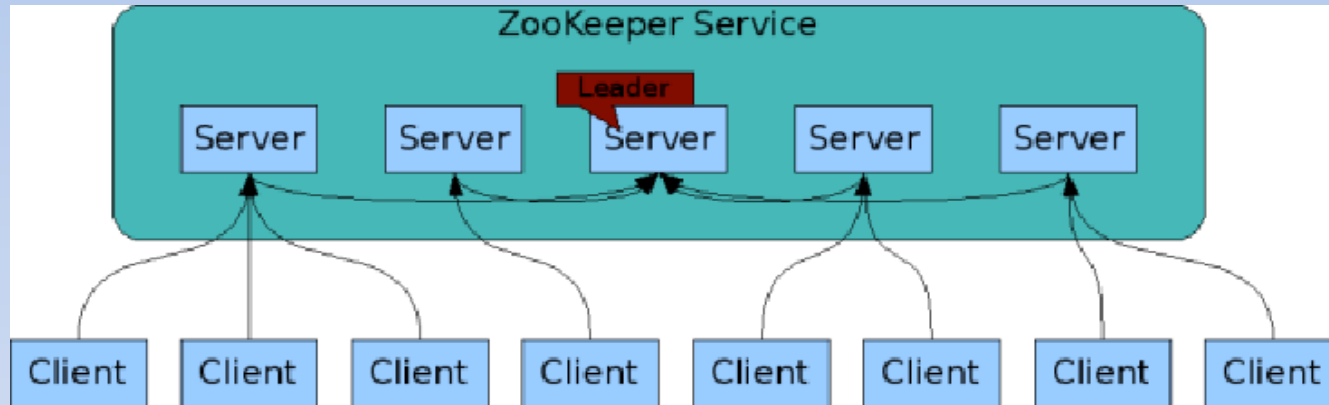 ZooKeeper Service
Leader
Server Server Server Server Server
Client Client Client Client Client Client Client Client